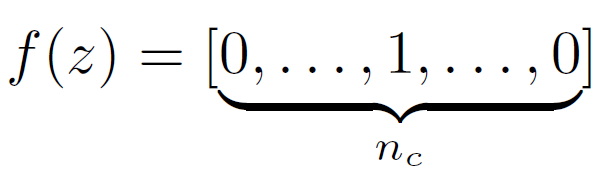 f(z) = [0, . . . , 1, . . . , 0]
n_c